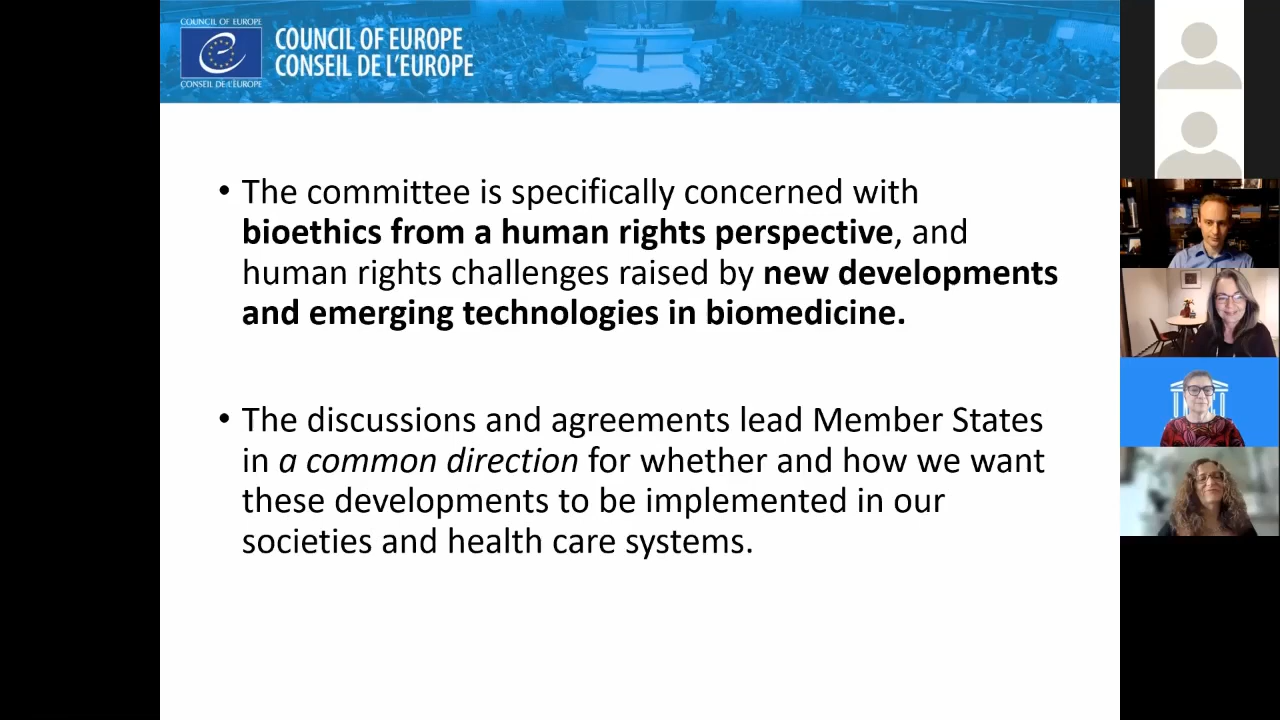 COUNCIL OF EUROPE
COUNCIL OF EUROPE
CONSEIL DE L'EUROPE
CONSEIL DE L'EUROPE
• The committee is specifically concerned with
bioethics from a human rights perspective, and
human rights challenges raised by new developments
and emerging technologies in biomedicine.
• The discussions and agreements lead Member States
in a common direction for whether and how we want
these developments to be implemented in our
societies and health care systems.